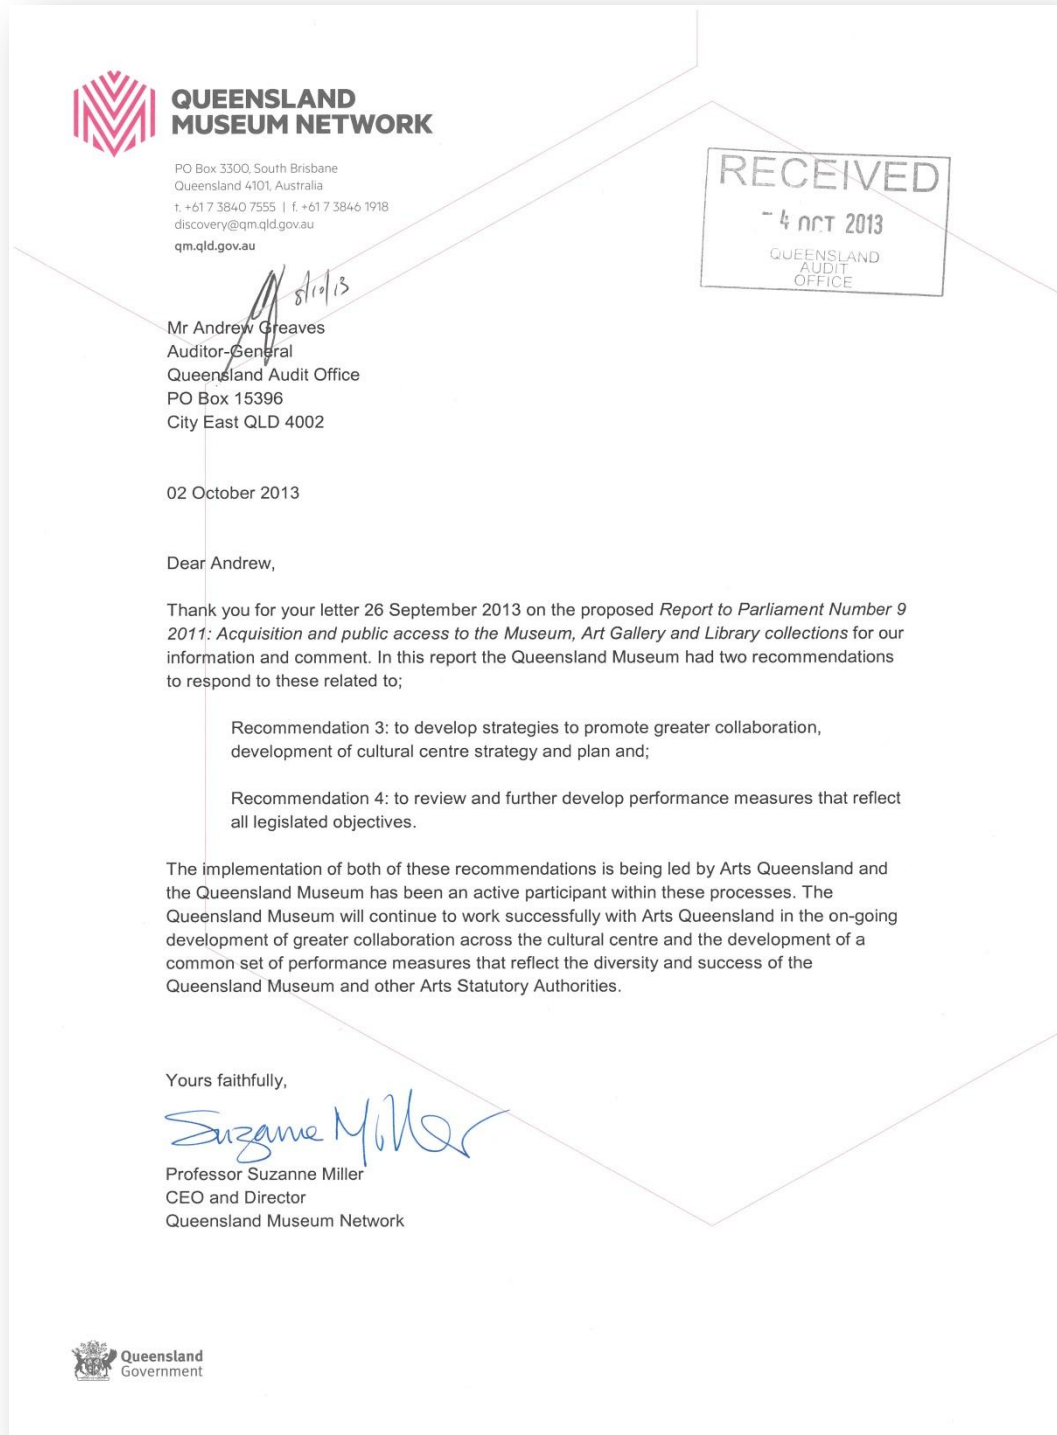 QUEENSLAND
MUSEUM NETWORK
PO Box 3300, South Brisbane
Queensland 4101, Australia
t. +61 7 3840 7555 | f. +61 7 3846 1918
discovery@qm.qld.gov.au
qm.qld.gov.au
RECEIVED
- 4 OCT 2013
QUEENSLAND
AUDIT
OFFICE
8/10/13
Mr Andrew Greaves
Auditor-General
Queensland Audit Office
PO Box 15396
City East QLD 4002
02 October 2013
Dear Andrew,
Thank you for your letter 26 September 2013 on the proposed Report to Parliament Number 9
2011: Acquisition and public access to the Museum, Art Gallery and Library collections for our
information and comment. In this report the Queensland Museum had two recommendations
to respond to these related to;
Recommendation 3: to develop strategies to promote greater collaboration,
development of cultural centre strategy and plan and;
Recommendation 4: to review and further develop performance measures that reflect
all legislated objectives.
The implementation of both of these recommendations is being led by Arts Queensland and
the Queensland Museum has been an active participant within these processes. The
Queensland Museum will continue to work successfully with Arts Queensland in the on-going
development of greater collaboration across the cultural centre and the development of a
common set of performance measures that reflect the diversity and success of the
Queensland Museum and other Arts Statutory Authorities.
Yours faithfully,
Suzanne Miller
Professor Suzanne Miller
CEO and Director
Queensland Museum Network
Queensland
Government